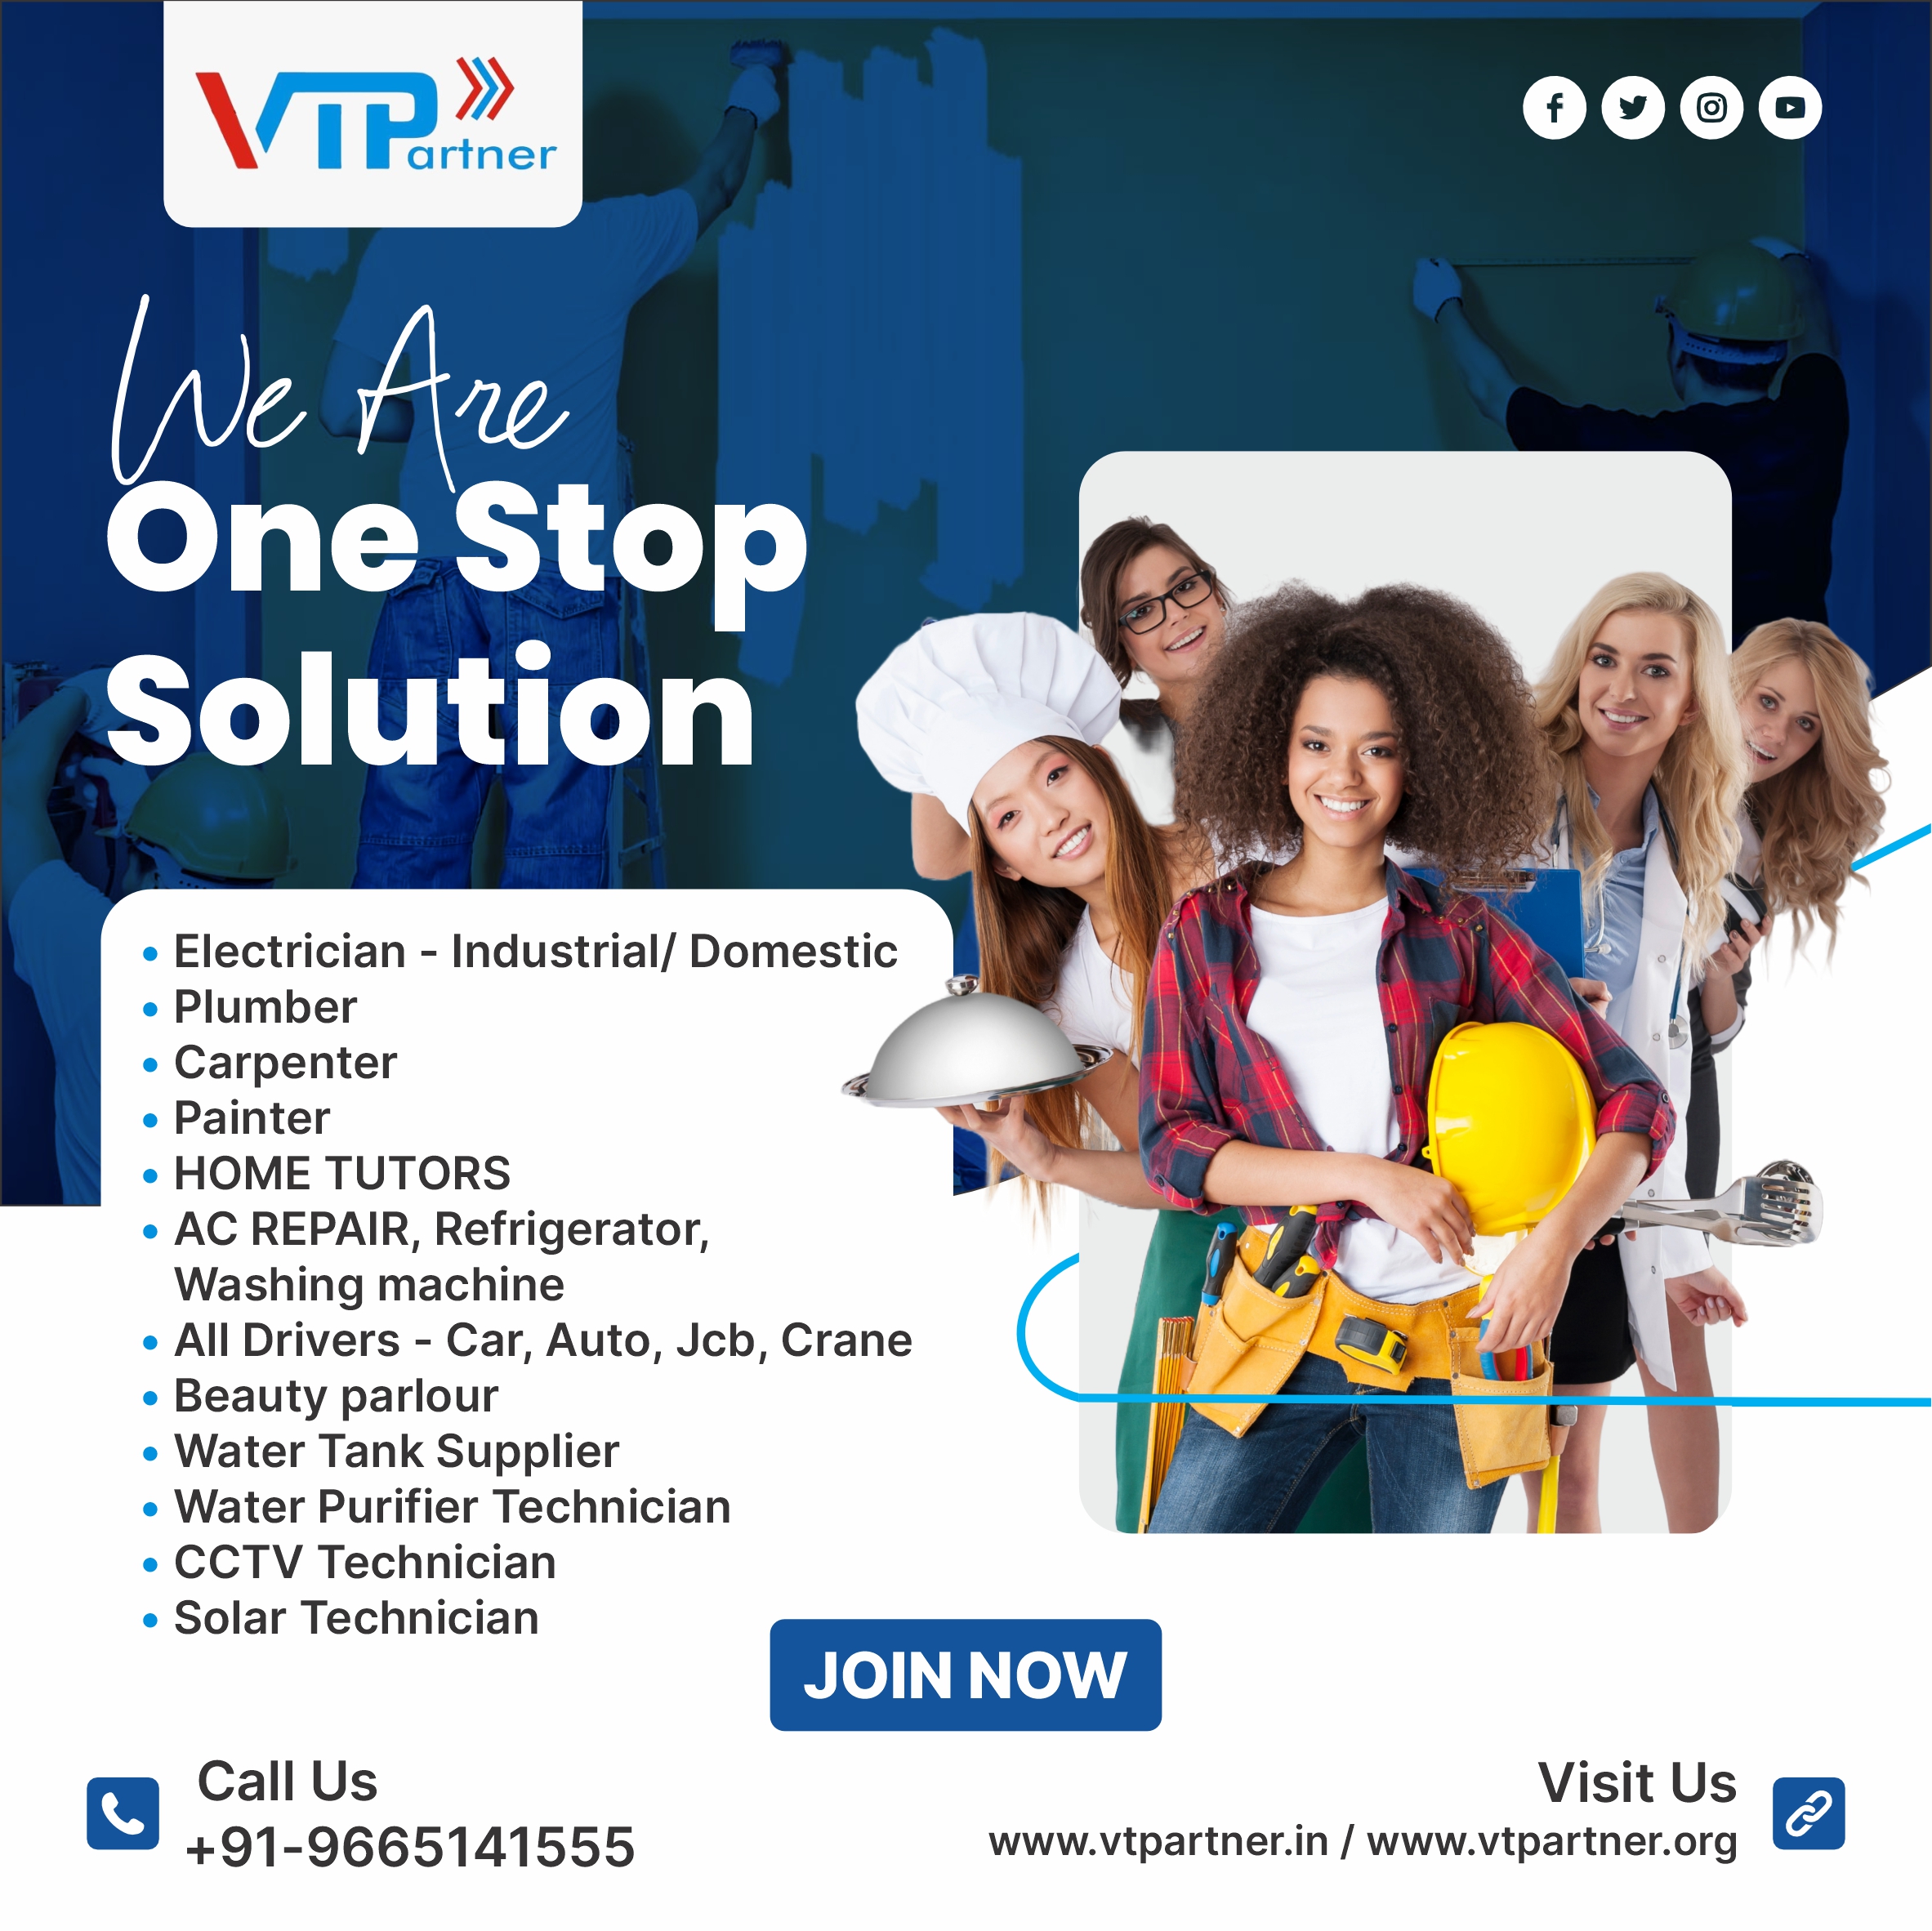 VTPartner
We Are
One Stop
Solution
• Electrician - Industrial/ Domestic
• Plumber
• Carpenter
• Painter
• HOME TUTORS
• AC REPAIR, Refrigerator,
Washing machine
• All Drivers - Car, Auto, Jcb, Crane
• Beauty parlour
• Water Tank Supplier
• Water Purifier Technician
• CCTV Technician
• Solar Technician
JOIN NOW
Call Us
+91-9665141555
Visit Us
www.vtpartner.in / www.vtpartner.org